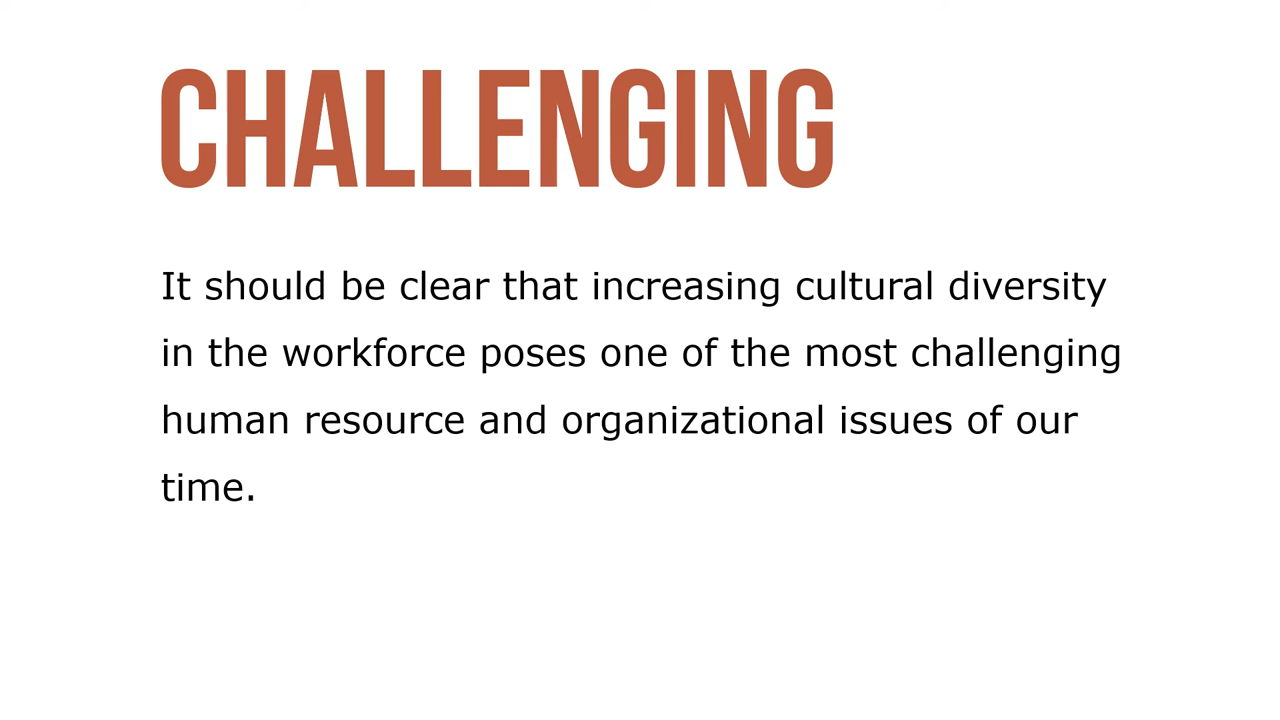 CHALLENGING
It should be clear that increasing cultural diversity
in the workforce poses one of the most challenging
human resource and organizational issues of our
time.